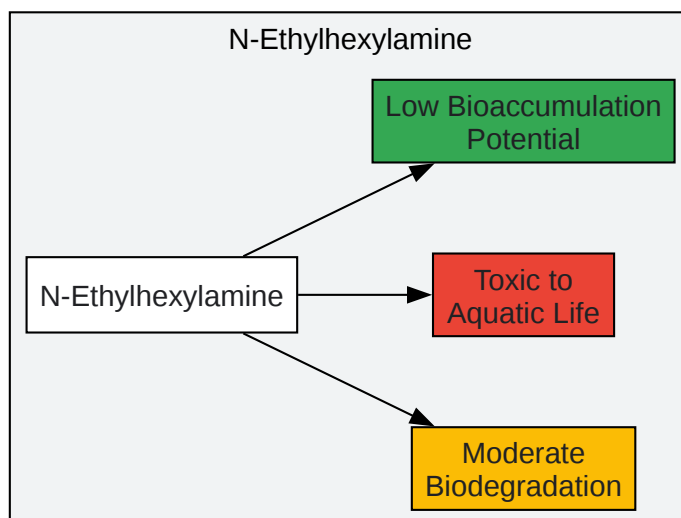 N-Ethylhexylamine
Low Bioaccumulation
Potential
N-Ethylhexylamine
Toxic to
Aquatic Life
Moderate
Biodegradation